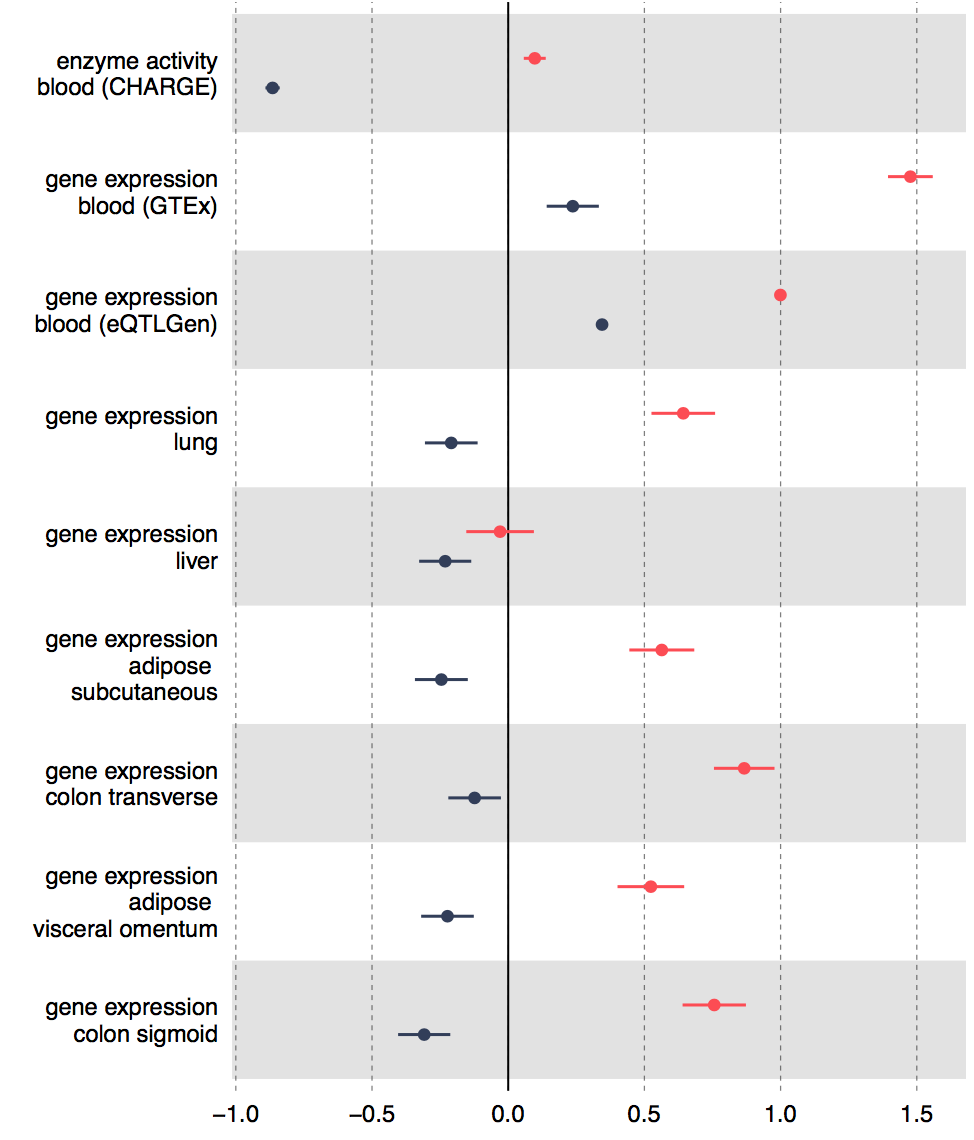 enzyme activity
blood (CHARGE)
gene expression
blood (GTEx)
gene expression
blood (eQTLGen)
gene expression
lung
gene expression
liver
gene expression
adipose
subcutaneous
gene expression
colon transverse
gene expression
adipose
visceral omentum
gene expression
colon sigmoid
−1.0 −0.5 0.0 0.5 1.0 1.5